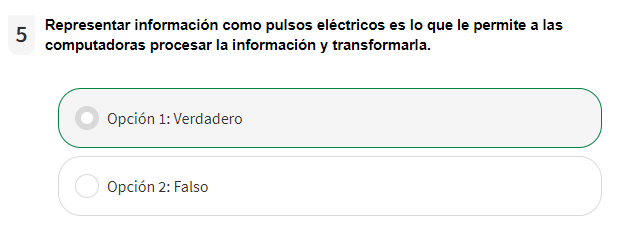 5
Representar información como pulsos eléctricos es lo que le permite a las
computadoras procesar la información y transformarla.
Opción 1: Verdadero
Opción 2: Falso